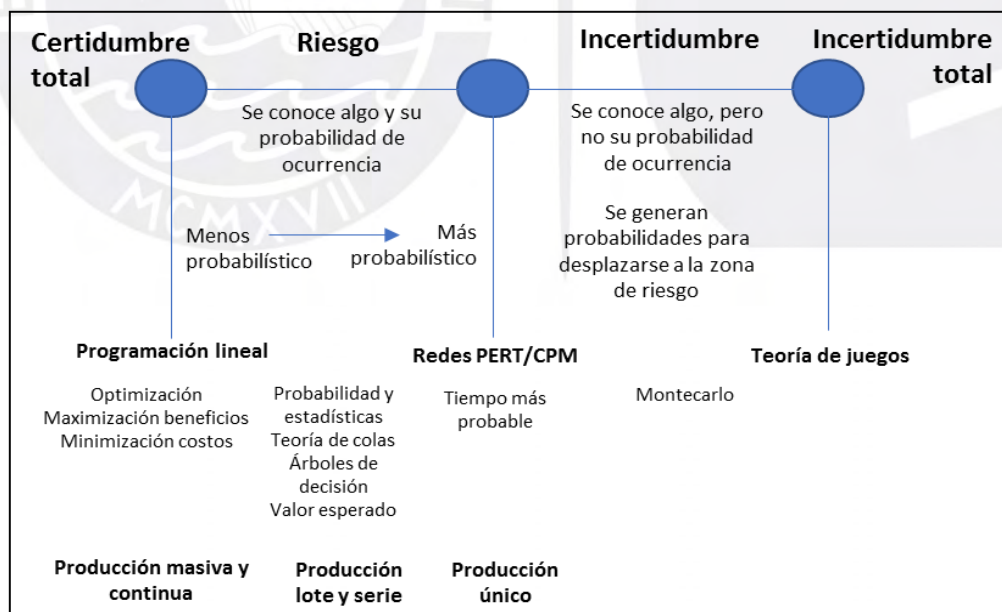 Certidumbre
total
Riesgo
Incertidumbre
Incertidumbre
total
Se conoce algo y su
probabilidad de
ocurrencia
Se conoce algo, pero
no su probabilidad
de ocurrencia
Menos
probabilístico
Más
probabilístico
Se generan
probabilidades para
desplazarse a la zona
de riesgo
MCMXVII
Programación lineal
Redes PERT/CPM
Teoría de juegos
Optimización
Maximización beneficios
Minimización costos
Probabilidad y
estadísticas
Teoría de colas
Árboles de
decisión
Valor esperado
Tiempo más
probable
Montecarlo
Producción masiva y
continua
Producción
lote y serie
Producción
único